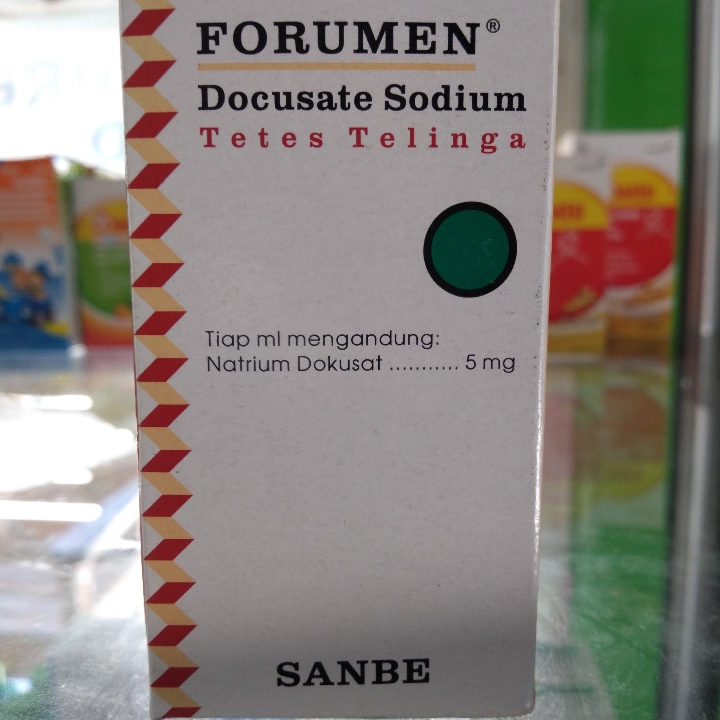 FORUMEN®
Docusate Sodium
Tetes Telinga
Tiap ml mengandung:
Natrium Dokusat ........... 5 mg
SANBE